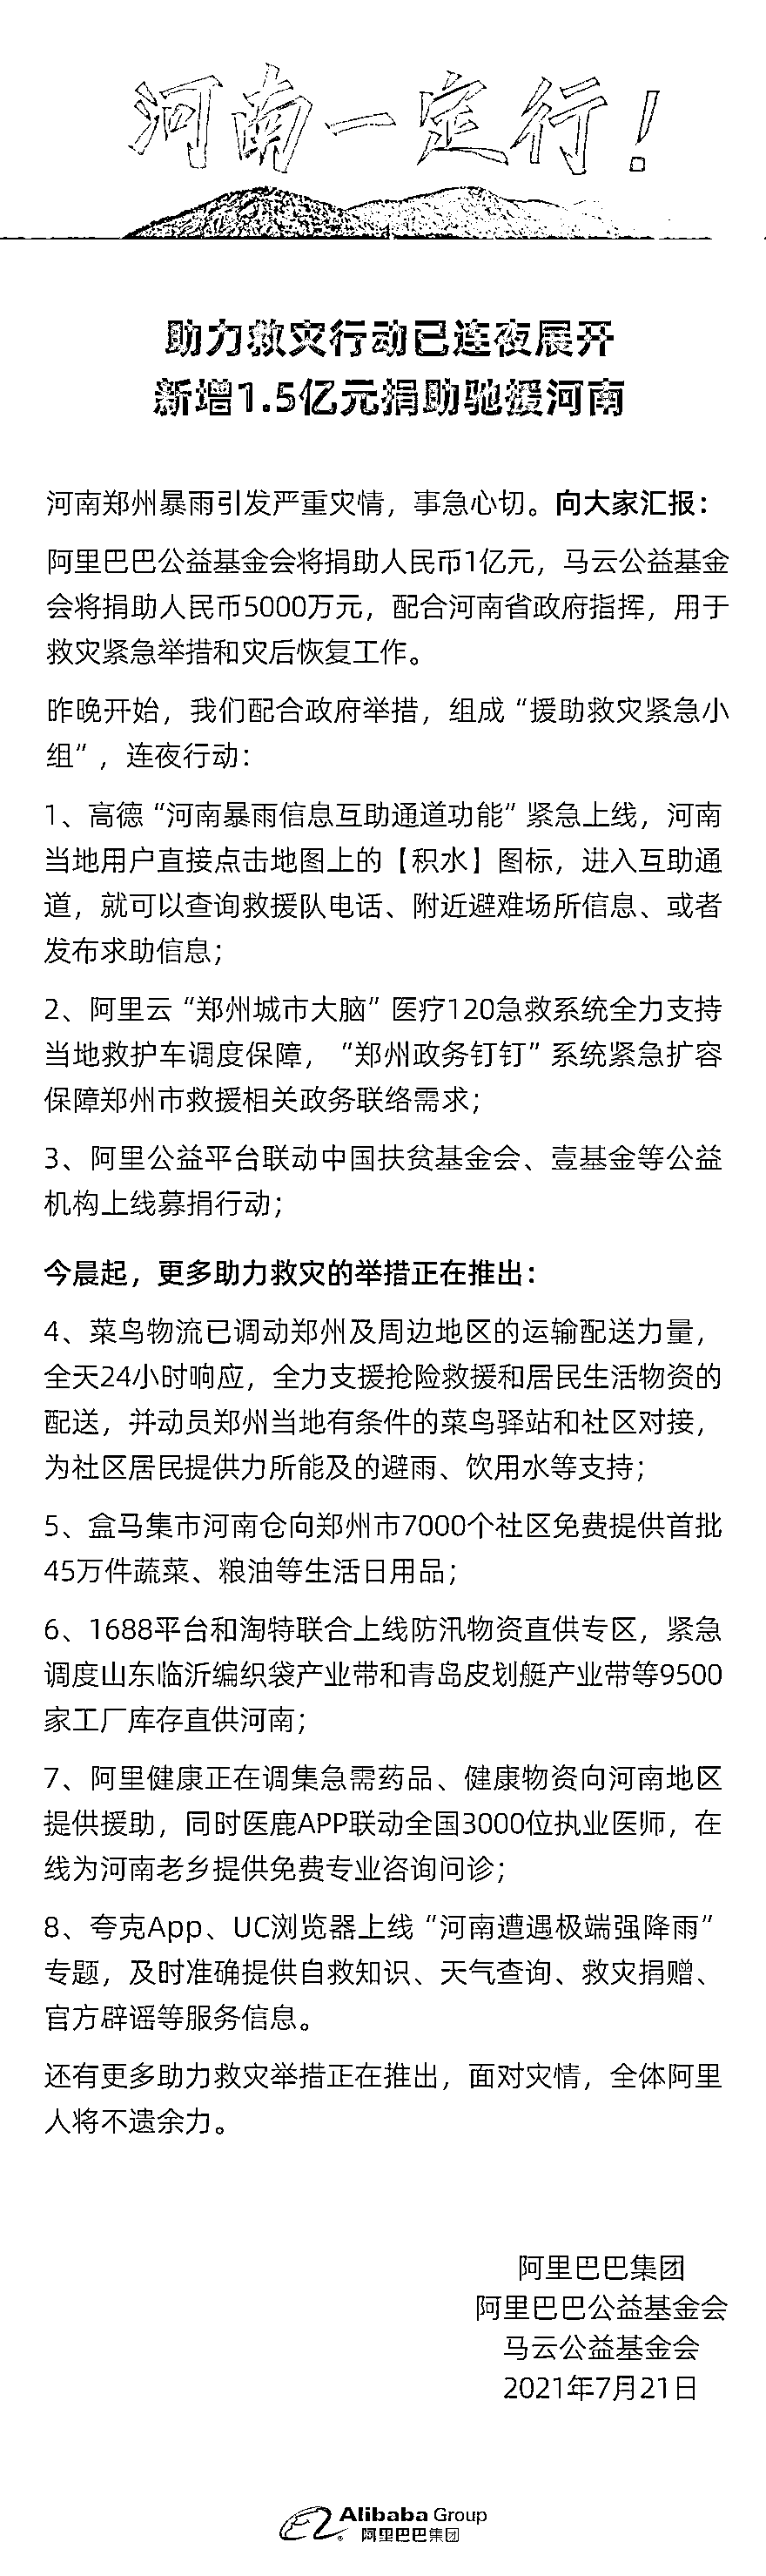 河南一定行！
助力救灾行动已连夜展开
新增1.5亿元捐助驰援河南
河南郑州暴雨引发严重灾情，事急心切。向大家汇报：
阿里巴巴公益基金会将捐助人民币1亿元，马云公益基金
会将捐助人民币5000万元，配合河南省政府指挥，用于
救灾紧急举措和灾后恢复工作。
昨晚开始，我们配合政府举措，组成“援助救灾紧急小
组”，连夜行动：
1、高德“河南暴雨信息互助通道功能”紧急上线，河南
当地用户直接点击地图上的【积水】图标，进入互助通
道，就可以查询救援队电话、附近避难场所信息、或者
发布求助信息；
2、阿里云“郑州城市大脑”医疗120急救系统全力支持
当地救护车调度保障，“郑州政务钉钉”系统紧急扩容
保障郑州市救援相关政务联络需求；
3、阿里公益平台联动中国扶贫基金会、壹基金等公益
机构上线募捐行动；
今晨起，更多助力救灾的举措正在推出：
4、菜鸟物流已调动郑州及周边地区的运输配送力量，
全天24小时响应，全力支援抢险救援和居民生活物资的
配送，并动员郑州当地有条件的菜鸟驿站和社区对接，
为社区居民提供力所能及的避雨、饮用水等支持；
5、盒马集市河南仓向郑州市7000个社区免费提供首批
45万件蔬菜、粮油等生活日用品；
6、1688平台和淘特联合上线防汛物资直供专区，紧急
调度山东临沂编织袋产业带和青岛皮划艇产业带等9500
家工厂库存直供河南；
7、阿里健康正在调集急需药品、健康物资向河南地区
提供援助，同时医鹿APP联动全国3000位执业医师，在
线为河南老乡提供免费专业咨询问诊；
8、夸克App、UC浏览器上线“河南遭遇极端强降雨”
专题，及时准确提供自救知识、天气查询、救灾捐赠、
官方辟谣等服务信息。
还有更多助力救灾举措正在推出，面对灾情，全体阿里
人将不遗余力。
阿里巴巴集团
阿里巴巴公益基金会
马云公益基金会
2021年7月21日
Alibaba Group
阿里巴巴集团